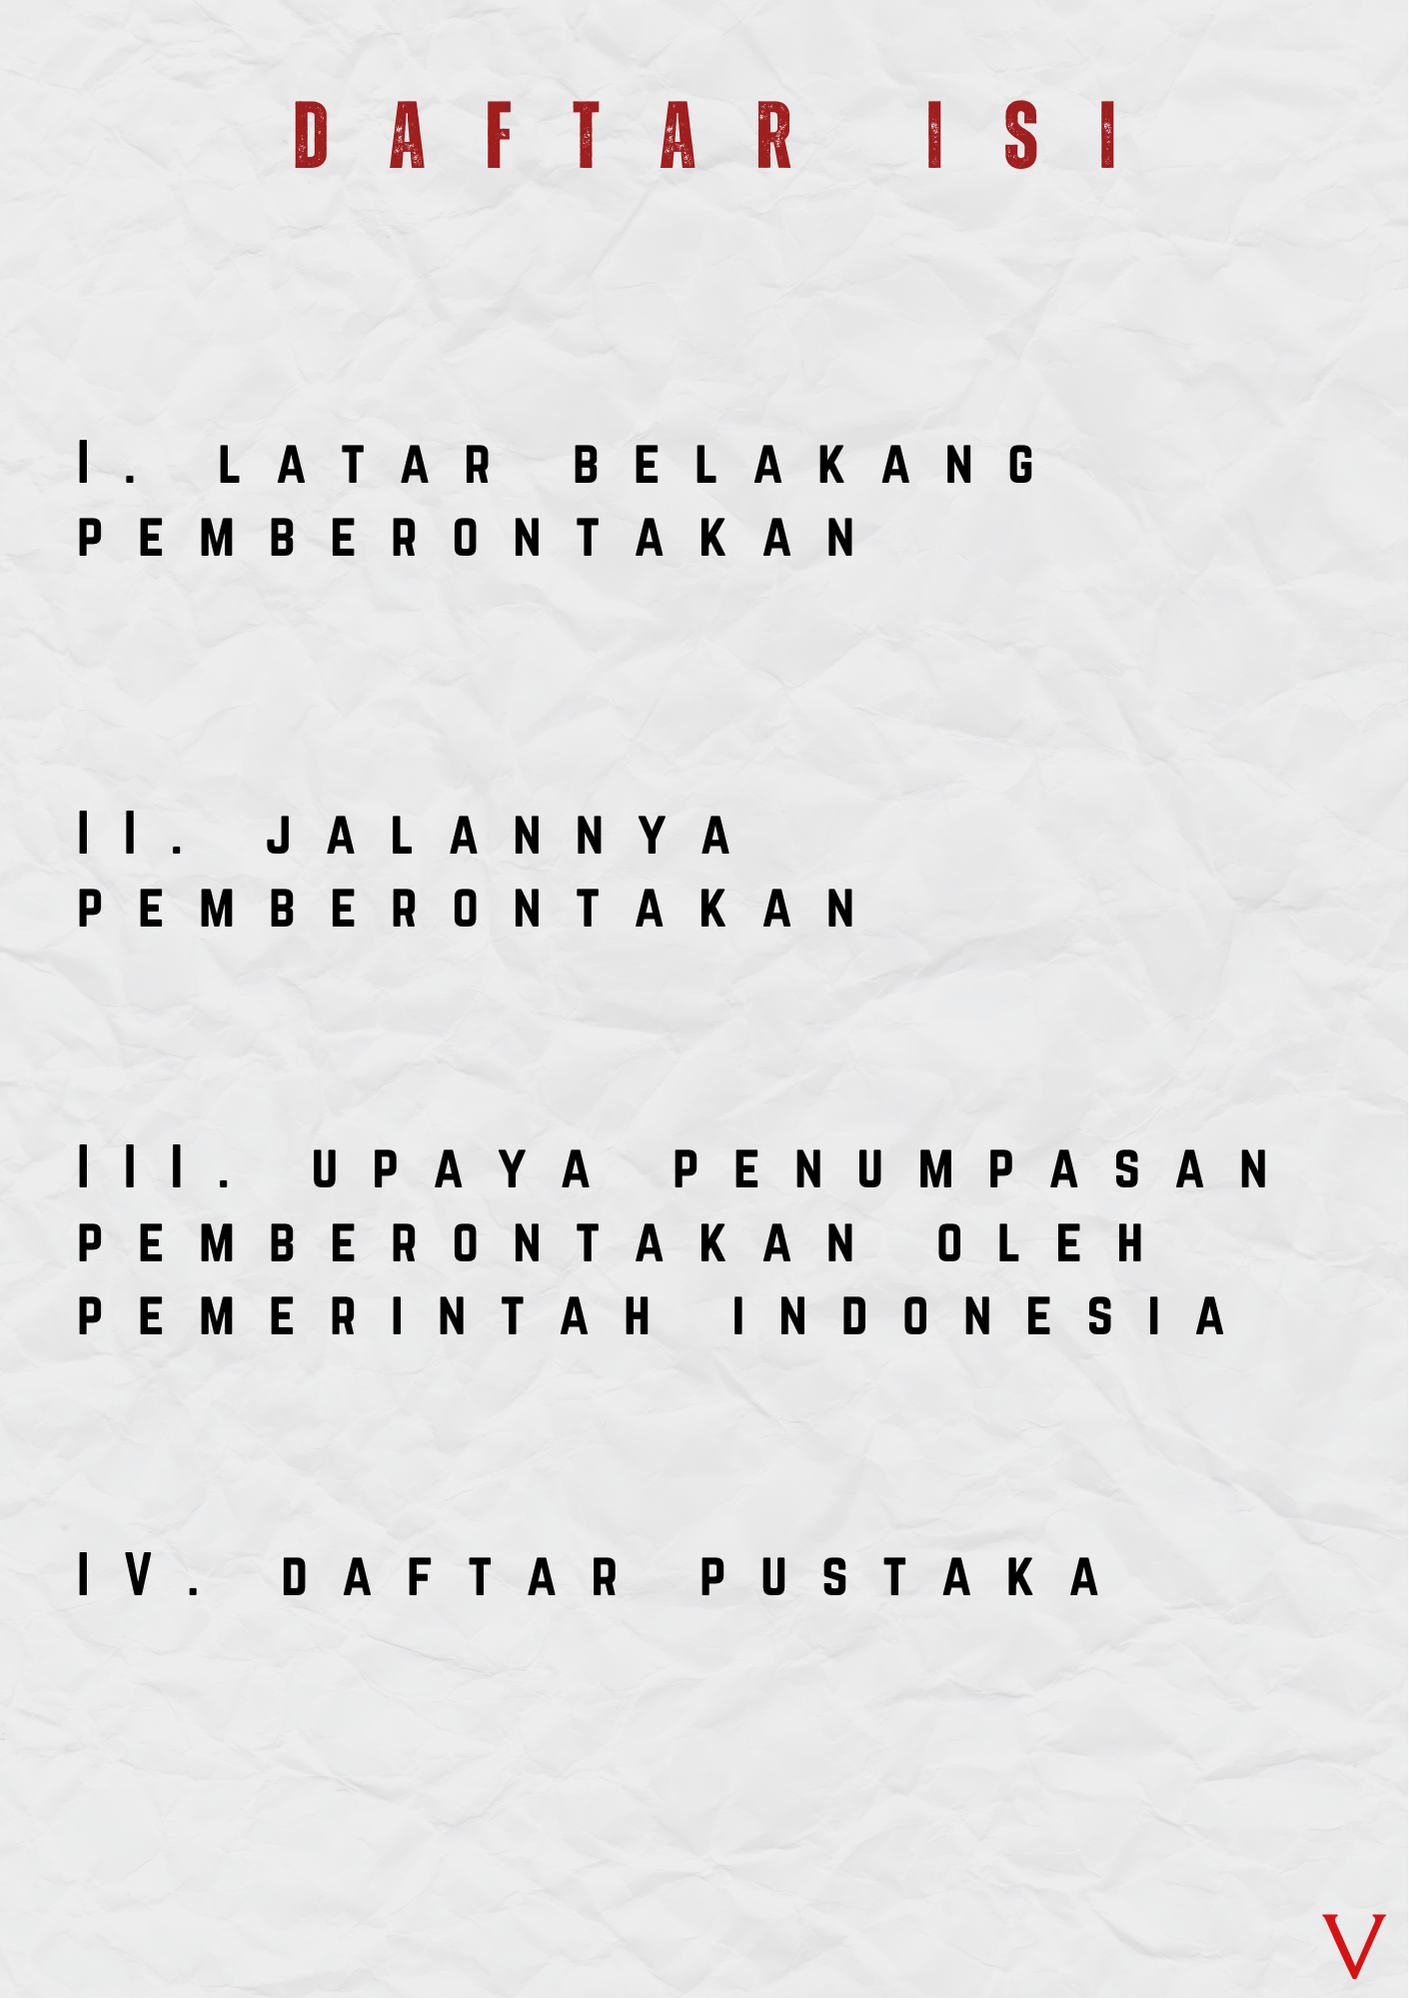 DAFTAR ISI
I. LATAR BELAKANG
PEMBERONTAKAN
II. JALANNYA
PEMBERONTAKAN
III. UPAYA PENUMPASAN
PEMBERONTAKAN OLEH
PEMERINTAH INDONESIA
IV. DAFTAR PUSTAKA
V